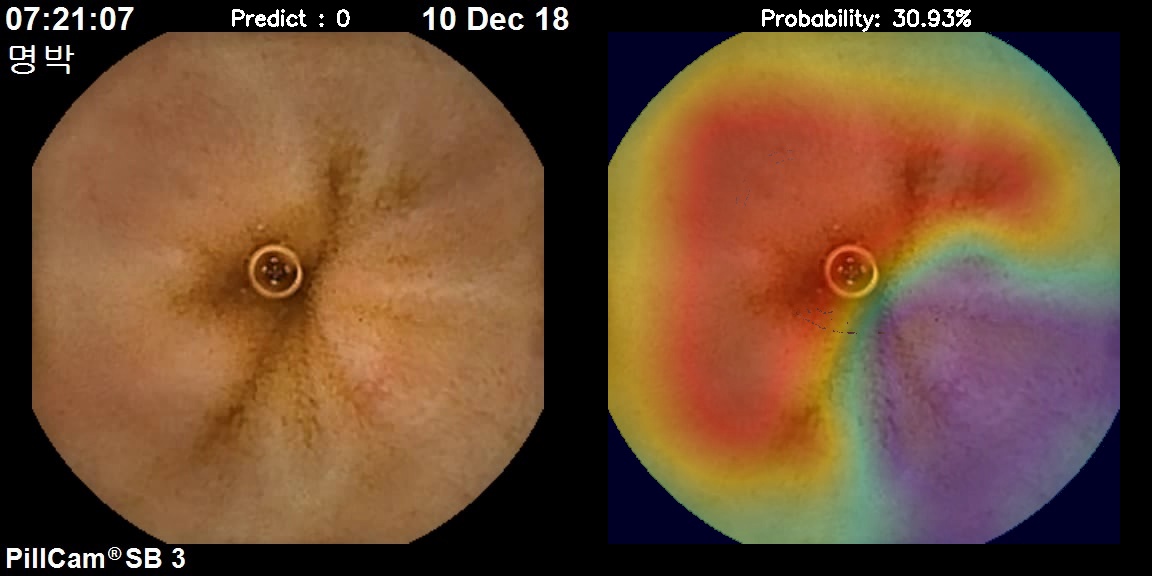 07:21:07
Predict : 0
10 Dec 18
Probability: 30.93%
명박
PillCam® SB 3